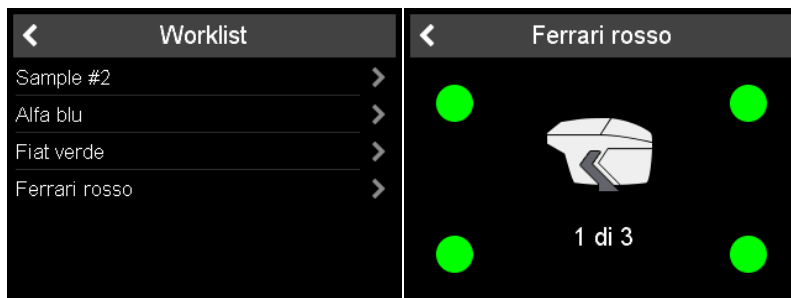 Worklist
Sample #2
Alfa blu
Fiat verde
Ferrari rosso
Ferrari rosso
1 di 3